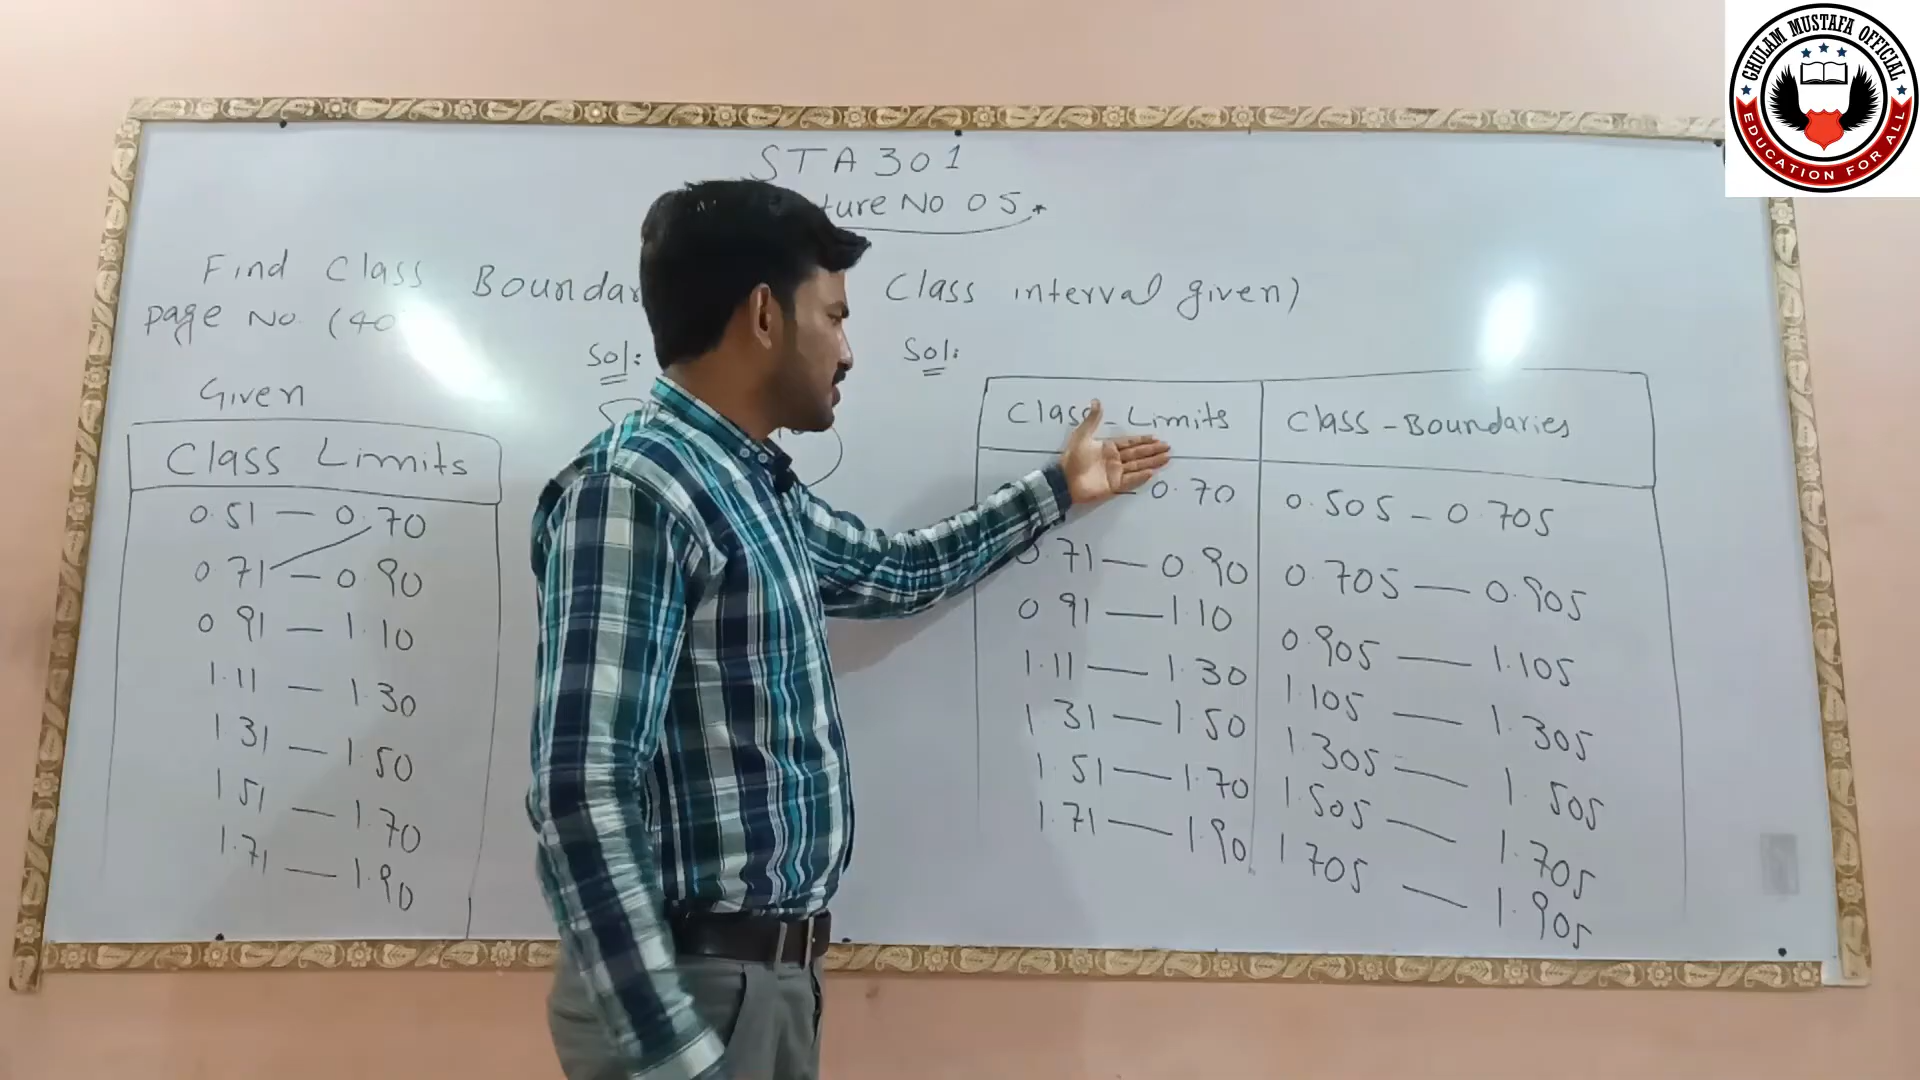 GHULAM MUSTAFA OFFICIAL
EDUCATION FOR ALL
STA 301
ture No 05
Find Class Boundar Class interval given)
page No (40
Sol:
Sol:
Given
Class Limits
0.51 — 0.70
0.71 — 0.90
0.91 — 1.10
1.11 — 1.30
1.31 — 1.50
1.51 — 1.70
1.71 — 1.90
Class - Limits Class - Boundaries
— 0.70 0.505 — 0.705
0.71 — 0.90 0.705 — 0.905
0.91 — 1.10 0.905 — 1.105
1.11 — 1.30 1.105 — 1.305
1.31 — 1.50 1.305 — 1.505
1.51 — 1.70 1.505 — 1.705
1.71 — 1.90 1.705 — 1.905